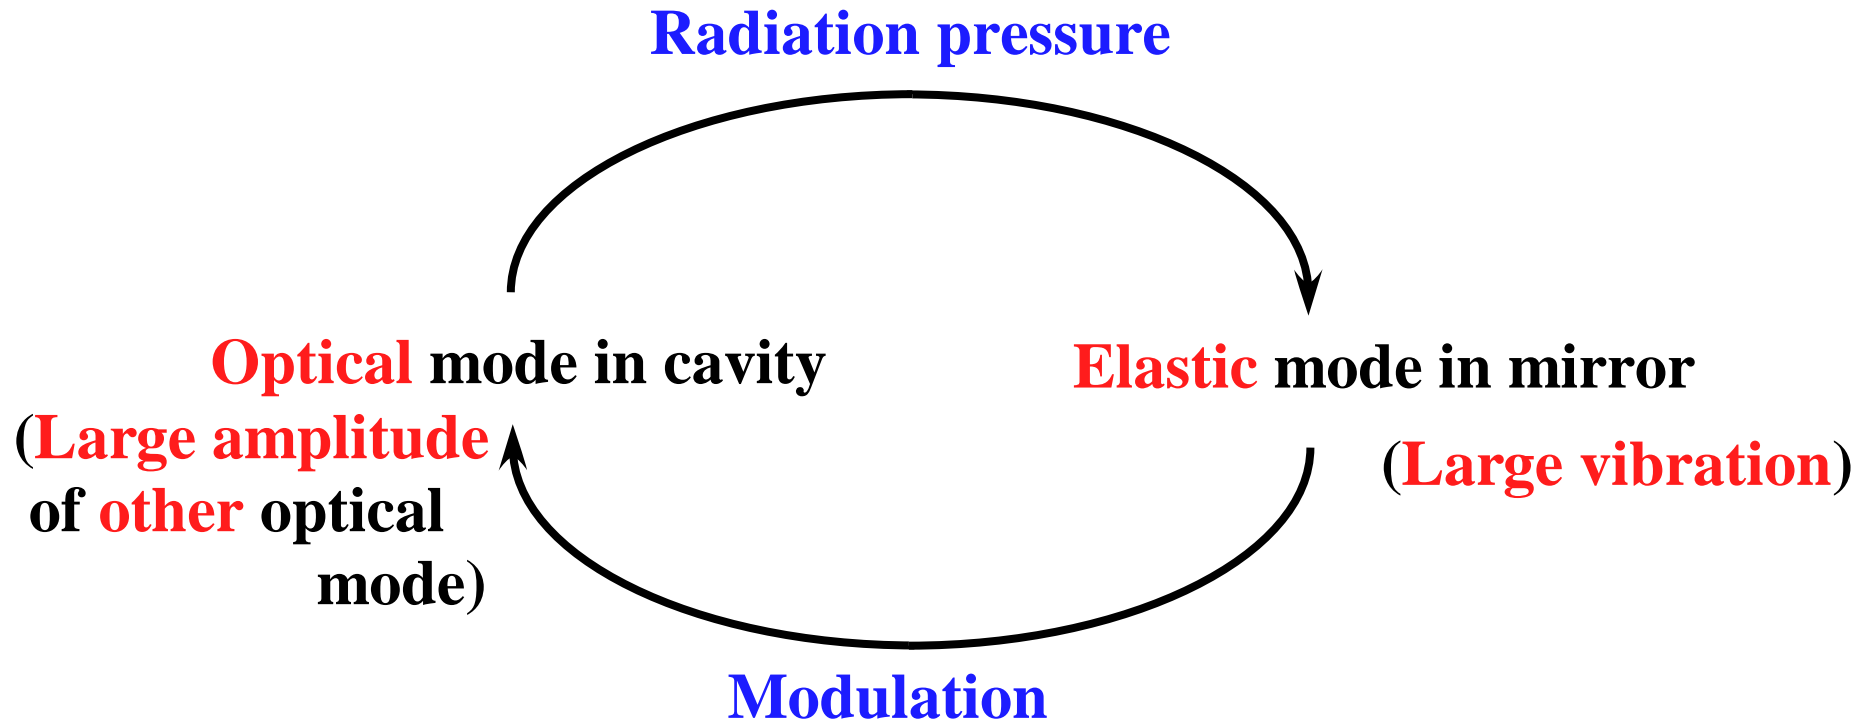 Radiation pressure
Optical mode in cavity
(Large amplitude
of other optical
mode)
Elastic mode in mirror
(Large vibration)
Modulation